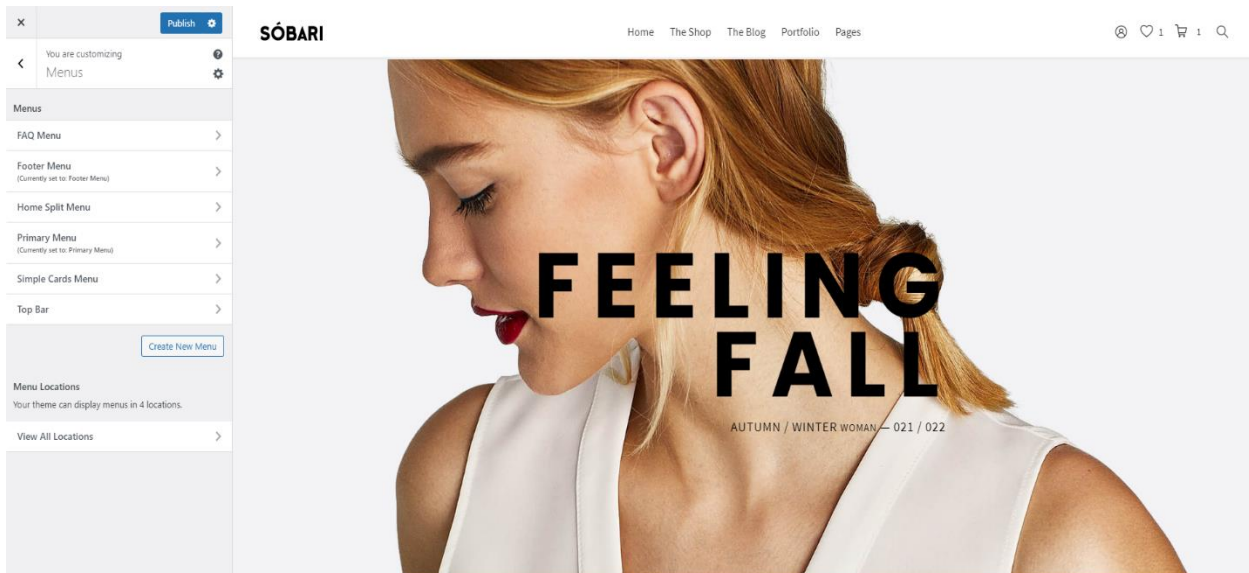 Publish
You are customizing
Menus
Menus
FAQ Menu
Footer Menu
(Currently set to: Footer Menu)
Home Split Menu
Primary Menu
(Currently set to: Primary Menu)
Simple Cards Menu
Top Bar
Create New Menu
Menu Locations
Your theme can display menus in 4 locations.
View All Locations
SÓBARI
Home The Shop The Blog Portfolio Pages
1 1
FEELING
FALL
AUTUMN / WINTER WOMAN — 021 / 022